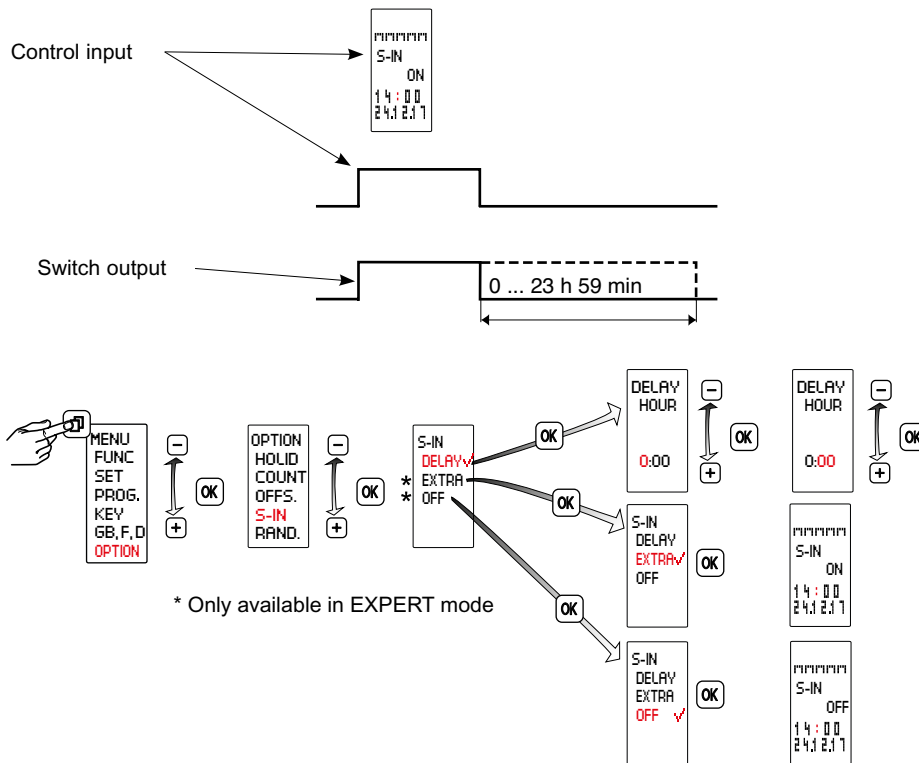 Control input
S-IN
ON
14:00
24.12.17
Switch output
0 ... 23 h 59 min
MENU
FUNC
SET
PROG.
KEY
GB,F,D
OPTION
−
OK
+
OPTION
HOLID
COUNT
OFFS.
S-IN
RAND.
−
OK
+
S-IN
DELAY✓
* EXTRA
* OFF
OK
OK
OK
DELAY
HOUR
0:00
−
OK
+
DELAY
HOUR
0:00
−
OK
+
S-IN
DELAY
EXTRA✓
OFF
OK
S-IN
ON
14:00
24.12.17
* Only available in EXPERT mode
S-IN
DELAY
EXTRA
OFF ✓
OK
S-IN
OFF
14:00
24.12.17